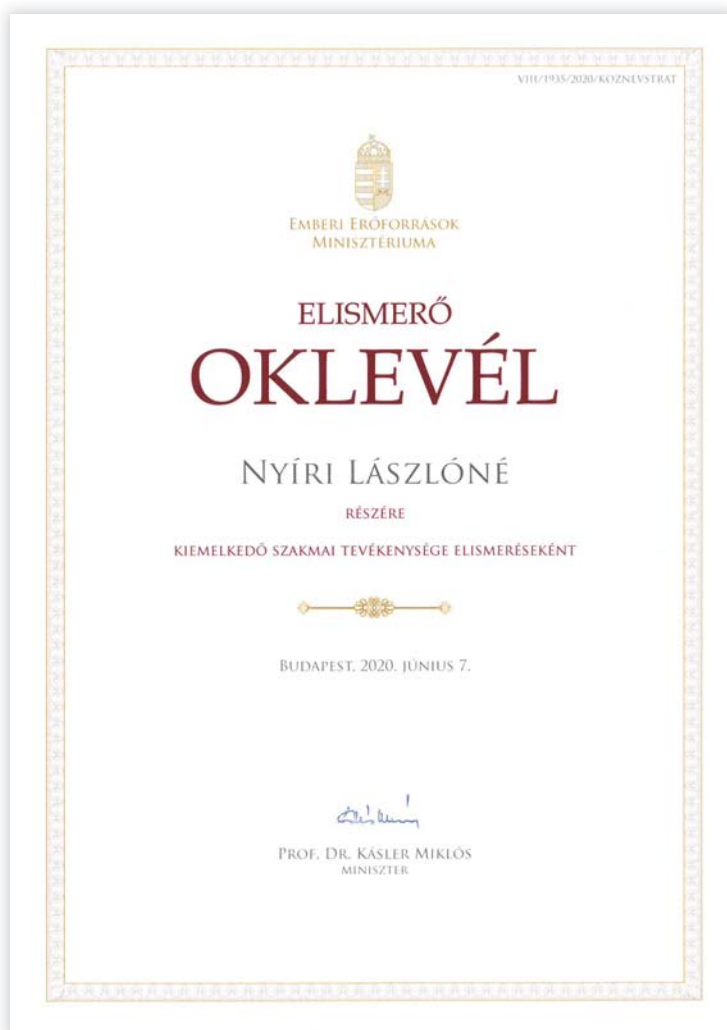 VIII/1935/2020/KOZNEVSTRAT
EMBERI ERŐFORRÁSOK
MINISZTÉRIUMA
ELISMERŐ
OKLEVÉL
NYÍRI LÁSZLÓNÉ
RÉSZÉRE
KIEMELKEDŐ SZAKMAI TEVÉKENYSÉGE ELISMERÉSEKÉNT
BUDAPEST, 2020. JÚNIUS 7.
PROF. DR. KÁSLER MIKLÓS
MINISZTER